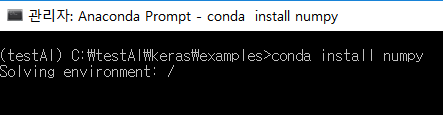 관리자: Anaconda Prompt - conda  install numpy
(testAI) C:₩testAI₩keras₩examples>conda install numpy
Solving environment: /